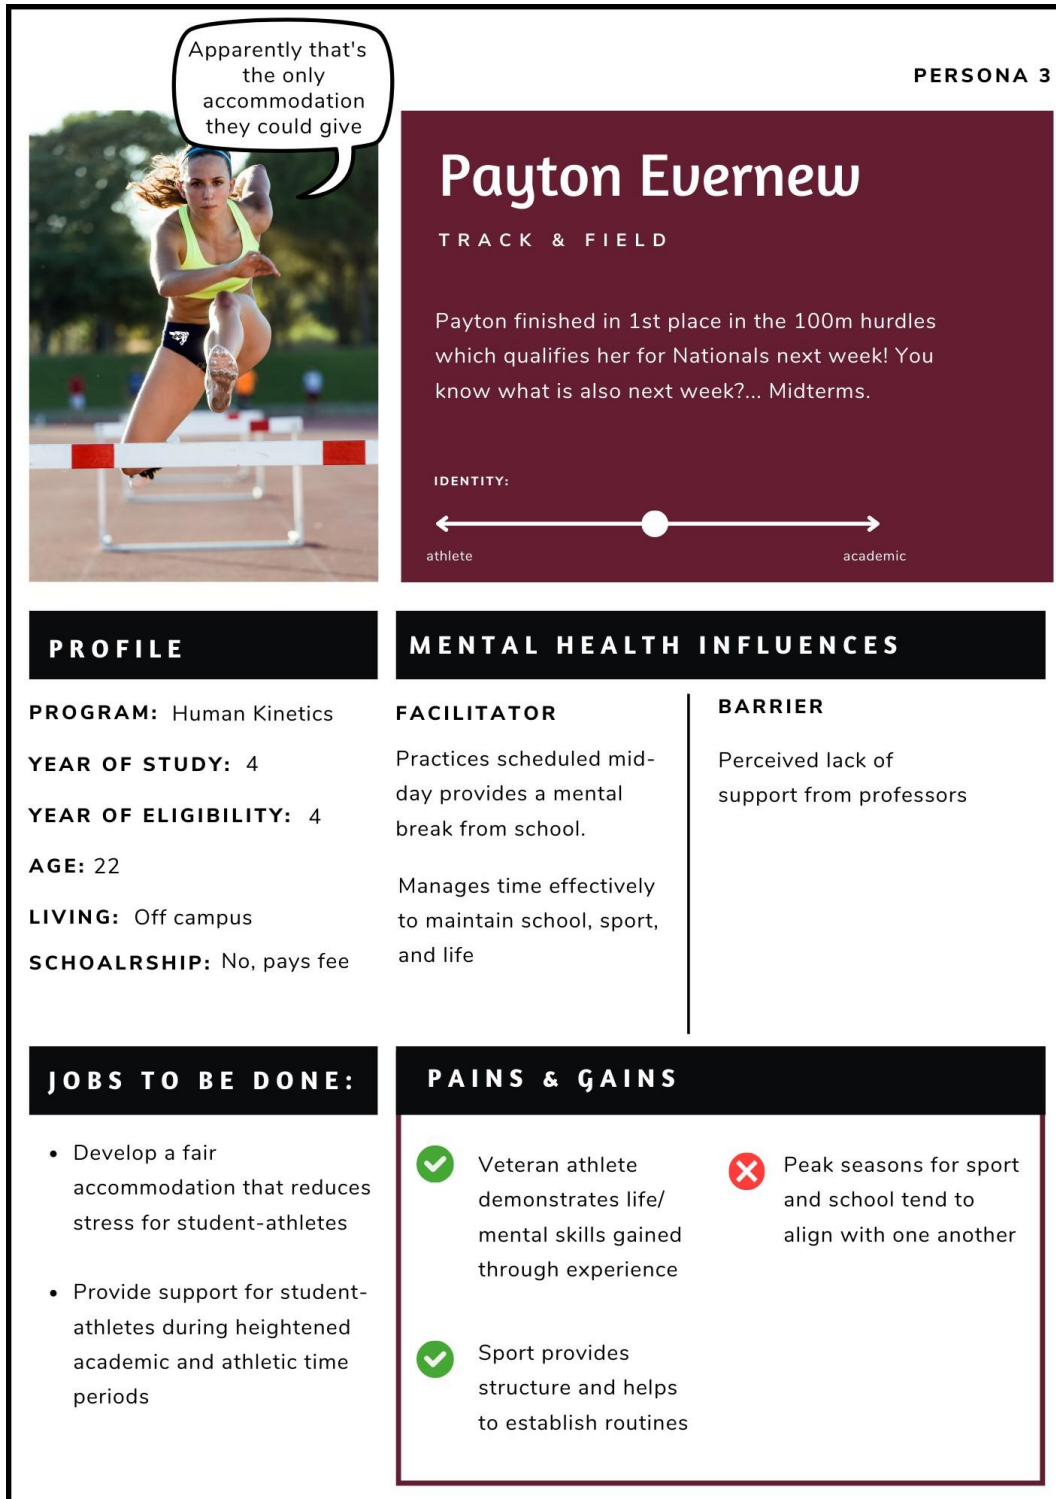 Apparently that's
the only
accommodation
they could give
PERSONA 3
Payton Evernew
TRACK & FIELD
Payton finished in 1st place in the 100m hurdles
which qualifies her for Nationals next week! You
know what is also next week?... Midterms.
IDENTITY:
athlete
academic
PROFILE
PROGRAM: Human Kinetics
YEAR OF STUDY: 4
YEAR OF ELIGIBILITY: 4
AGE: 22
LIVING: Off campus
SCHOALRSHIP: No, pays fee
MENTAL HEALTH INFLUENCES
FACILITATOR
Practices scheduled mid-
day provides a mental
break from school.
Manages time effectively
to maintain school, sport,
and life
BARRIER
Perceived lack of
support from professors
JOBS TO BE DONE:
• Develop a fair
accommodation that reduces
stress for student-athletes
• Provide support for student-
athletes during heightened
academic and athletic time
periods
PAINS & GAINS
Veteran athlete
demonstrates life/
mental skills gained
through experience
Sport provides
structure and helps
to establish routines
Peak seasons for sport
and school tend to
align with one another